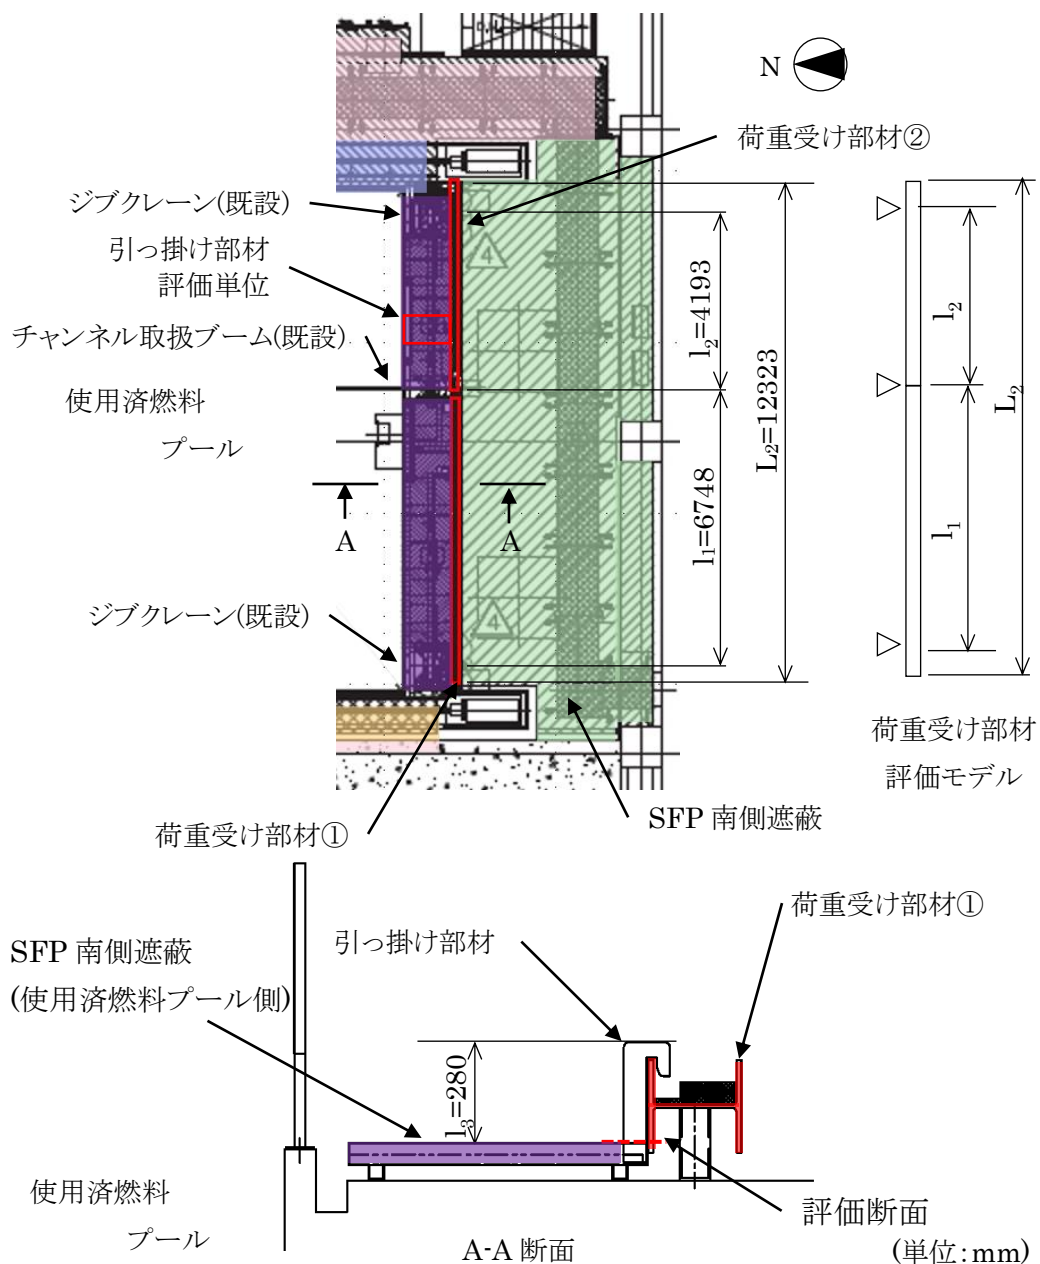 N
荷重受け部材②
ジブクレーン(既設)
引っ掛け部材
評価単位
チャンネル取扱ブーム(既設)
使用済燃料
プール
4
l₂=4193
L₂=12323
l₁=6748
A
A
4
ジブクレーン(既設)
l₂
L₂
l₁
荷重受け部材
評価モデル
SFP 南側遮蔽
荷重受け部材①
荷重受け部材①
引っ掛け部材
SFP 南側遮蔽
(使用済燃料プール側)
l₃=280
使用済燃料
プール
評価断面
A-A 断面
(単位:mm)